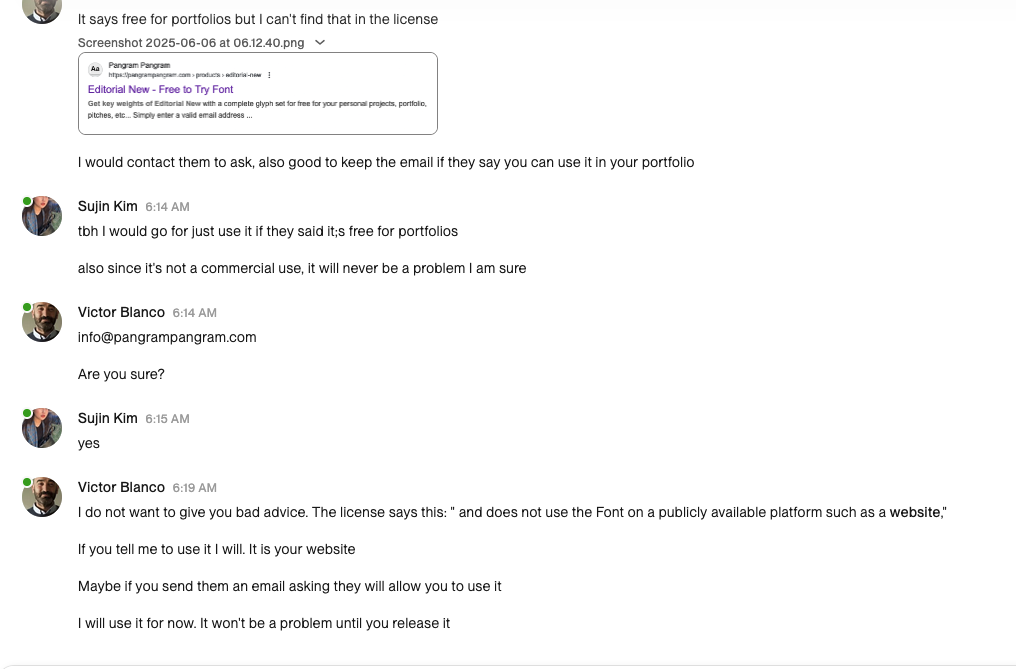 It says free for portfolios but I can't find that in the license
Screenshot 2025-06-06 at 06.12.40.png
Aa
Pangram Pangram
https://pangrampangram.com › products › editorial-new
Editorial New - Free to Try Font
Get key weights of Editorial New with a complete glyph set for free for your personal projects, portfolio,
pitches, etc... Simply enter a valid email address ...
I would contact them to ask, also good to keep the email if they say you can use it in your portfolio
Sujin Kim 6:14 AM
tbh I would go for just use it if they said it;s free for portfolios
also since it's not a commercial use, it will never be a problem I am sure
Victor Blanco 6:14 AM
info@pangrampangram.com
Are you sure?
Sujin Kim 6:15 AM
yes
Victor Blanco 6:19 AM
I do not want to give you bad advice. The license says this: " and does not use the Font on a publicly available platform such as a website,"
If you tell me to use it I will. It is your website
Maybe if you send them an email asking they will allow you to use it
I will use it for now. It won't be a problem until you release it